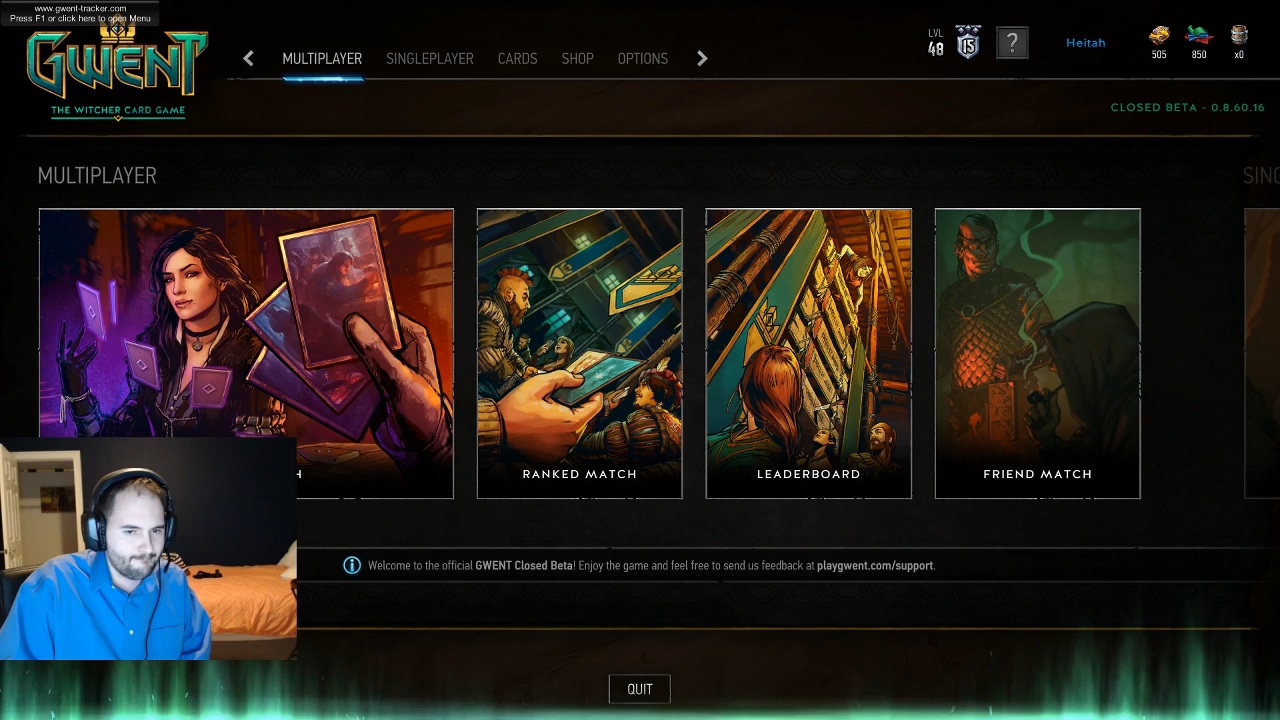 www.gwent-tracker.com
Press F1 or click here to open Menu
GWENT
THE WITCHER CARD GAME
MULTIPLAYER
SINGLEPLAYER
CARDS
SHOP
OPTIONS
LVL
48
15
?
Heitah
505
850
x0
CLOSED BETA - 0.8.60.16
MULTIPLAYER
SING
H
RANKED MATCH
LEADERBOARD
FRIEND MATCH
Welcome to the official GWENT Closed Beta! Enjoy the game and feel free to send us feedback at playgwent.com/support.
QUIT